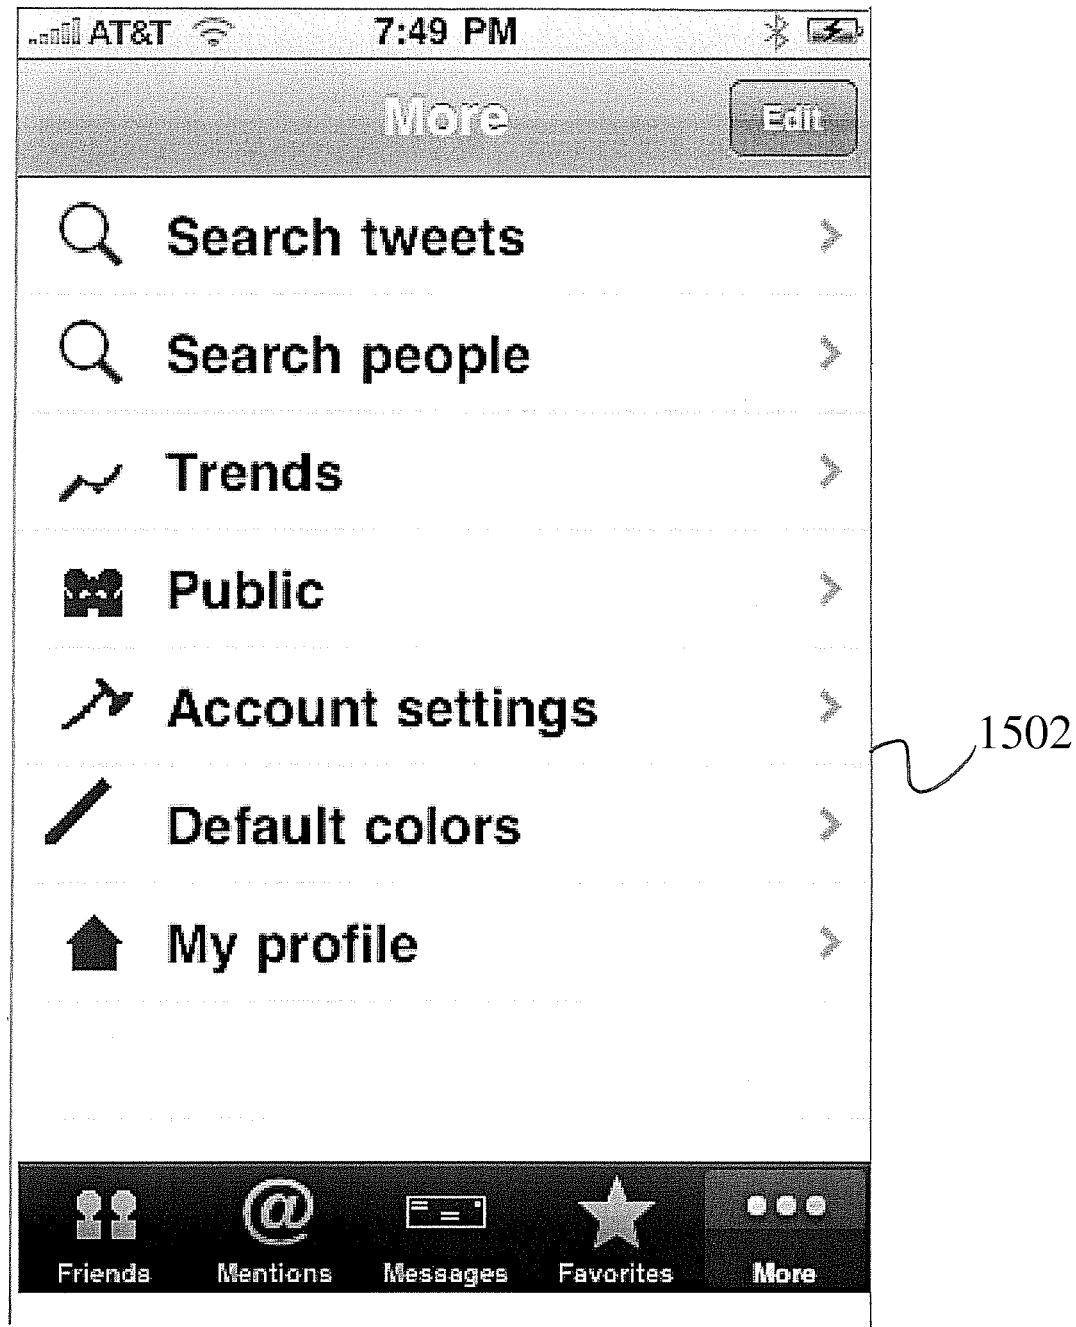 AT&T 7:49 PM
More Edit
Search tweets
Search people
Trends
Public
Account settings
1502
Default colors
My profile
@
Friends Mentions Messages Favorites More